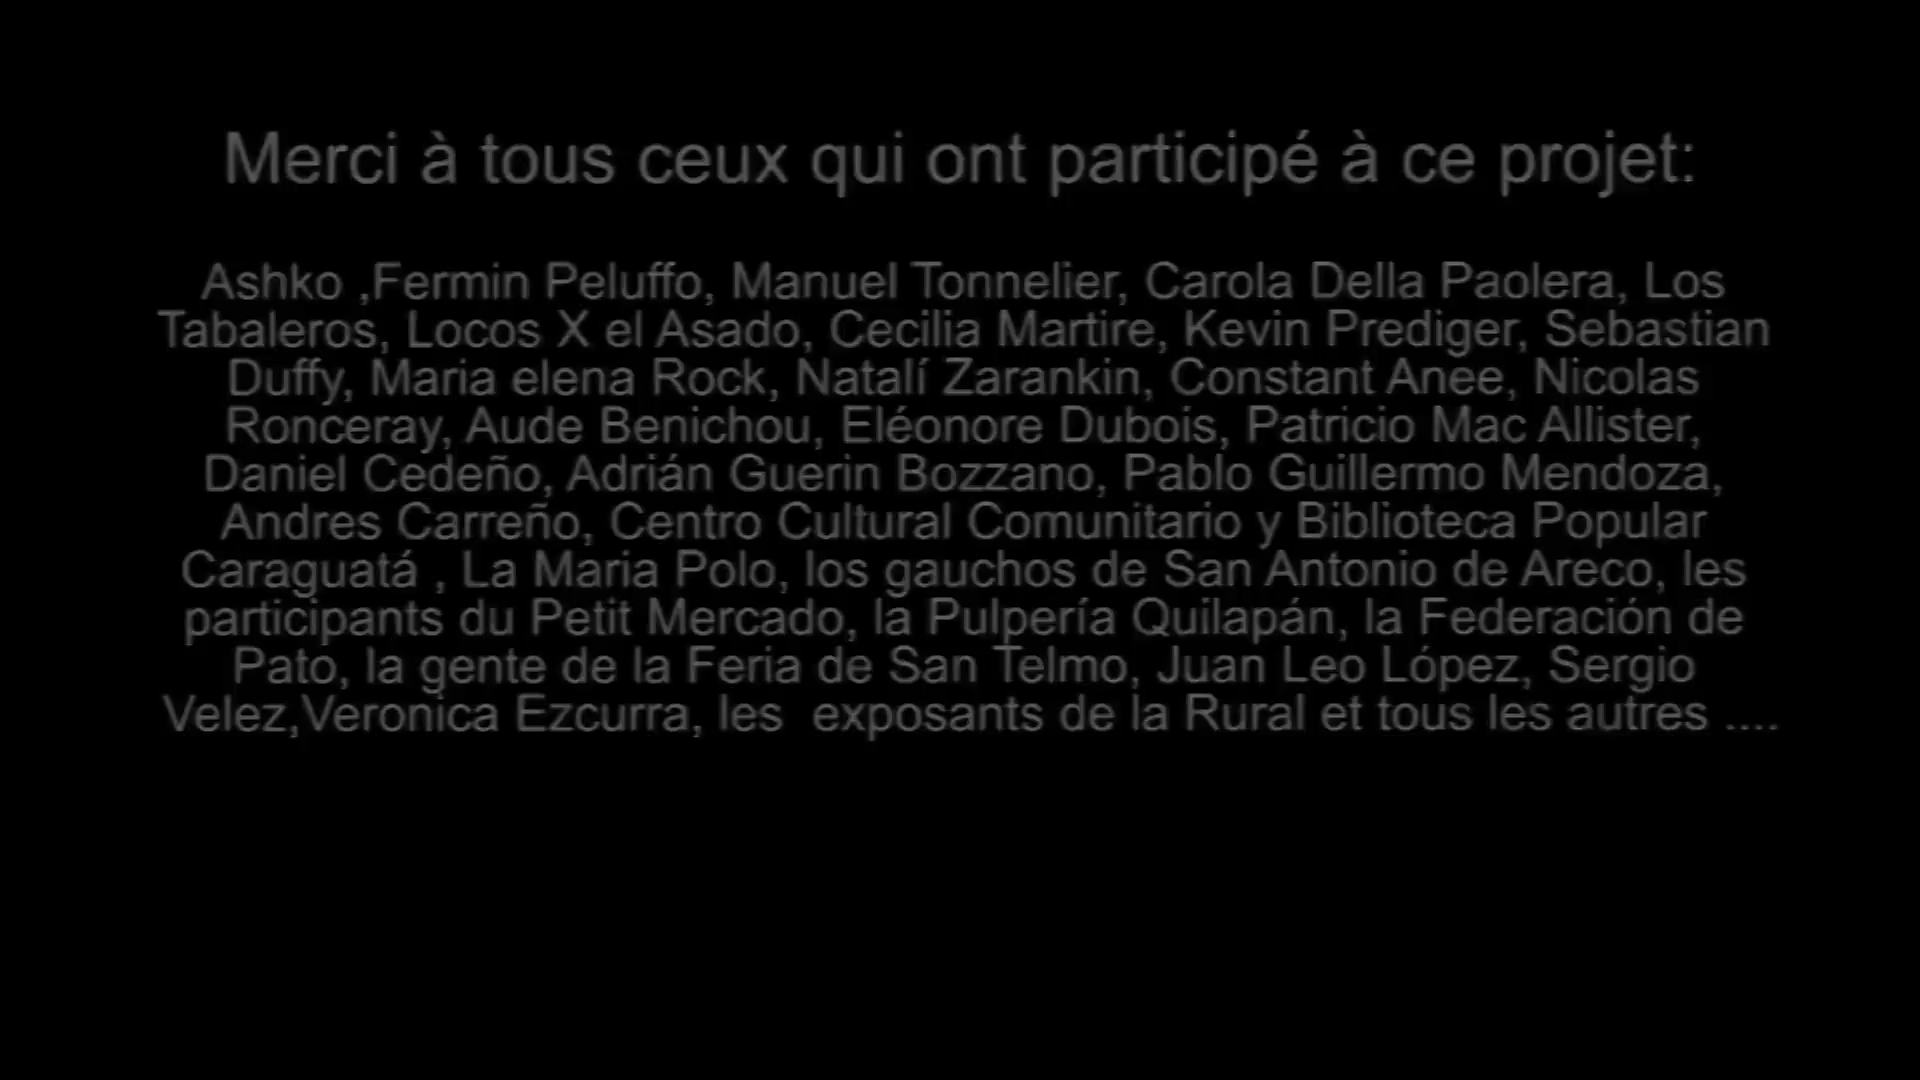 Merci à tous ceux qui ont participé à ce projet:
Ashko ,Fermin Peluffo, Manuel Tonnelier, Carola Della Paolera, Los
Tabaleros, Locos X el Asado, Cecilia Martire, Kevin Prediger, Sebastian
Duffy, Maria elena Rock, Natalí Zarankin, Constant Anee, Nicolas
Ronceray, Aude Benichou, Eléonore Dubois, Patricio Mac Allister,
Daniel Cedeño, Adrián Guerin Bozzano, Pablo Guillermo Mendoza,
Andres Carreño, Centro Cultural Comunitario y Biblioteca Popular
Caraguatá , La Maria Polo, los gauchos de San Antonio de Areco, les
participants du Petit Mercado, la Pulpería Quilapán, la Federación de
Pato, la gente de la Feria de San Telmo, Juan Leo López, Sergio
Velez,Veronica Ezcurra, les  exposants de la Rural et tous les autres ....